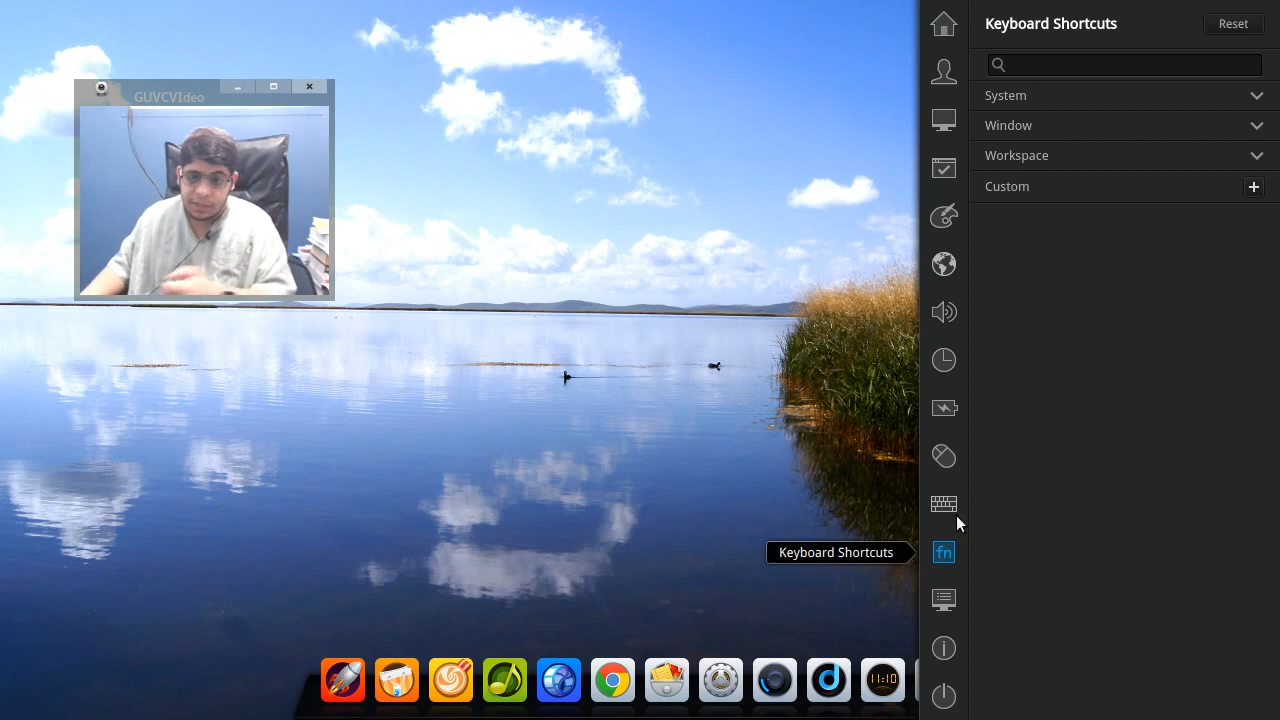 GUVCVIdeo
Keyboard Shortcuts
Reset
System
Window
Workspace
Custom
fn
Keyboard Shortcuts
11:10